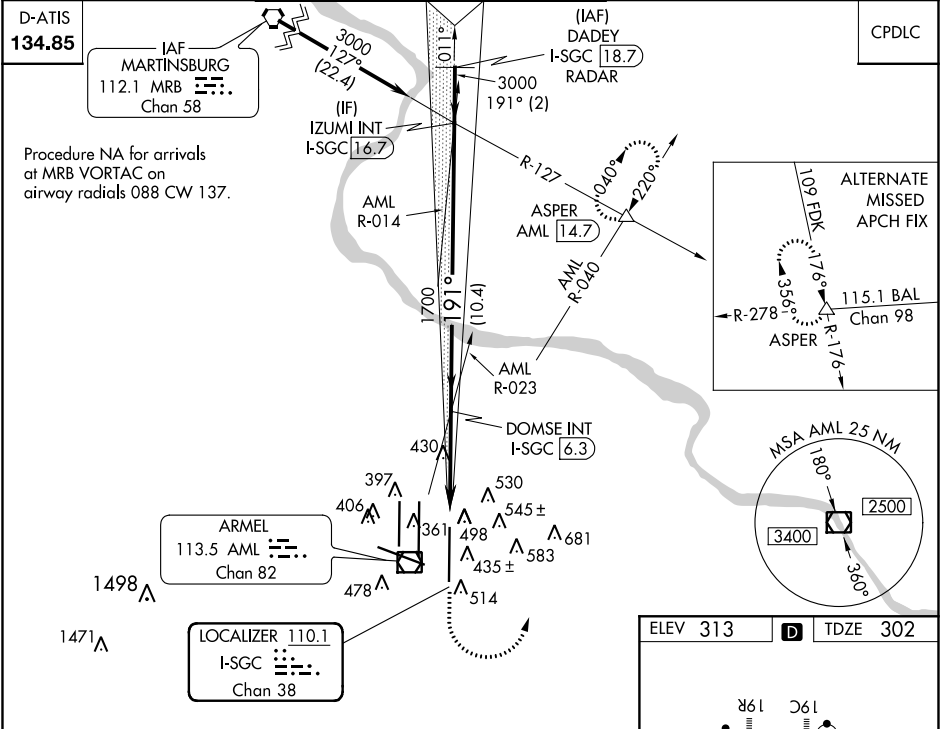 D-ATIS
134.85
IAF
MARTINSBURG
112.1 MRB
Chan 58
3000
127°
(22.4)
011°
(IAF)
DADEY
I-SGC 18.7
RADAR
3000
191° (2)
CPDLC
(IF)
IZUMI INT
I-SGC 16.7
Procedure NA for arrivals
at MRB VORTAC on
airway radials 088 CW 137.
R-127
040°
220°
ASPER
AML 14.7
AML
R-014
AML
R-040
1700
191°
(10.4)
AML
R-023
DOMSE INT
I-SGC 6.3
109 FDK
ALTERNATE
MISSED
APCH FIX
176°
356°
115.1 BAL
Chan 98
R-278
ASPER
R-176
MSA AML 25 NM
180°
2500
3400
360°
430
397
530
406
361
498
545 ±
681
583
435 ±
478
514
1498
1471
ARMEL
113.5 AML
Chan 82
LOCALIZER 110.1
I-SGC
Chan 38
ELEV 313
D
TDZE 302
19R
19C